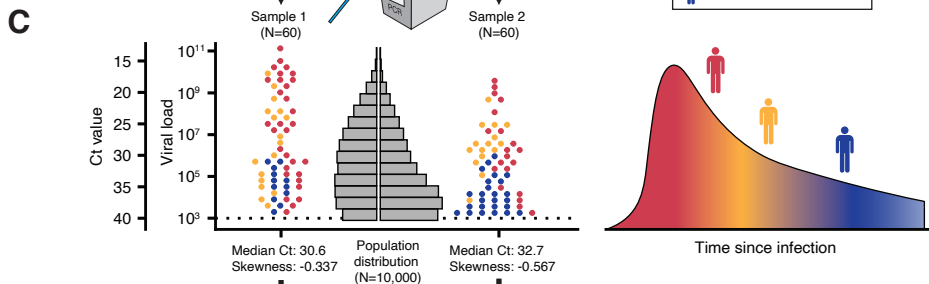 C
Sample 1
(N=60)
PCR
Sample 2
(N=60)
Ct value
15
20
25
30
35
40
Viral load
10¹¹
10⁹
10⁷
10⁵
10³
Median Ct: 30.6
Skewness: -0.337
Population
distribution
(N=10,000)
Median Ct: 32.7
Skewness: -0.567
Time since infection